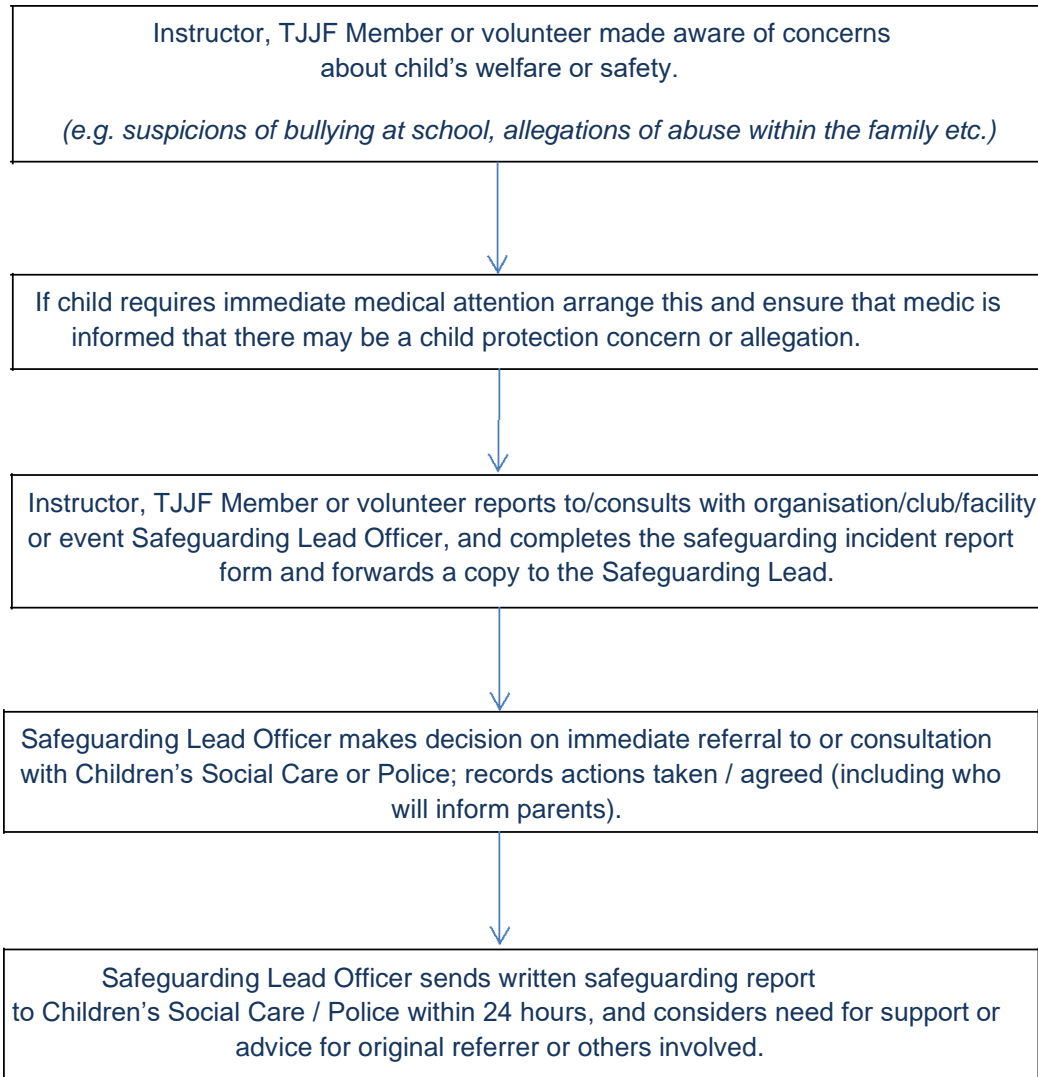 Instructor, TJJF Member or volunteer made aware of concerns
about child’s welfare or safety.
(e.g. suspicions of bullying at school, allegations of abuse within the family etc.)
If child requires immediate medical attention arrange this and ensure that medic is
informed that there may be a child protection concern or allegation.
Instructor, TJJF Member or volunteer reports to/consults with organisation/club/facility
or event Safeguarding Lead Officer, and completes the safeguarding incident report
form and forwards a copy to the Safeguarding Lead.
Safeguarding Lead Officer makes decision on immediate referral to or consultation
with Children’s Social Care or Police; records actions taken / agreed (including who
will inform parents).
Safeguarding Lead Officer sends written safeguarding report
to Children’s Social Care / Police within 24 hours, and considers need for support or
advice for original referrer or others involved.